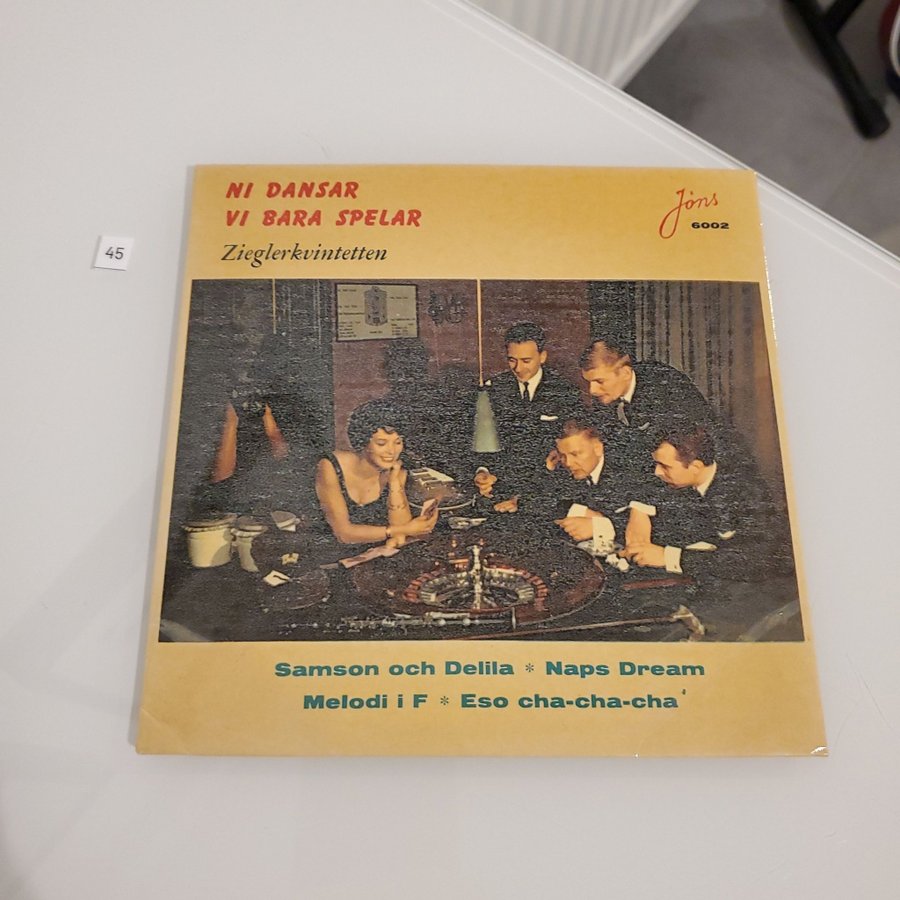 NI DANSAR
VI BARA SPELAR
Zieglerkvintetten
Jöns
6002
45
Samson och Delila * Naps Dream
Melodi i F * Eso cha-cha-cha